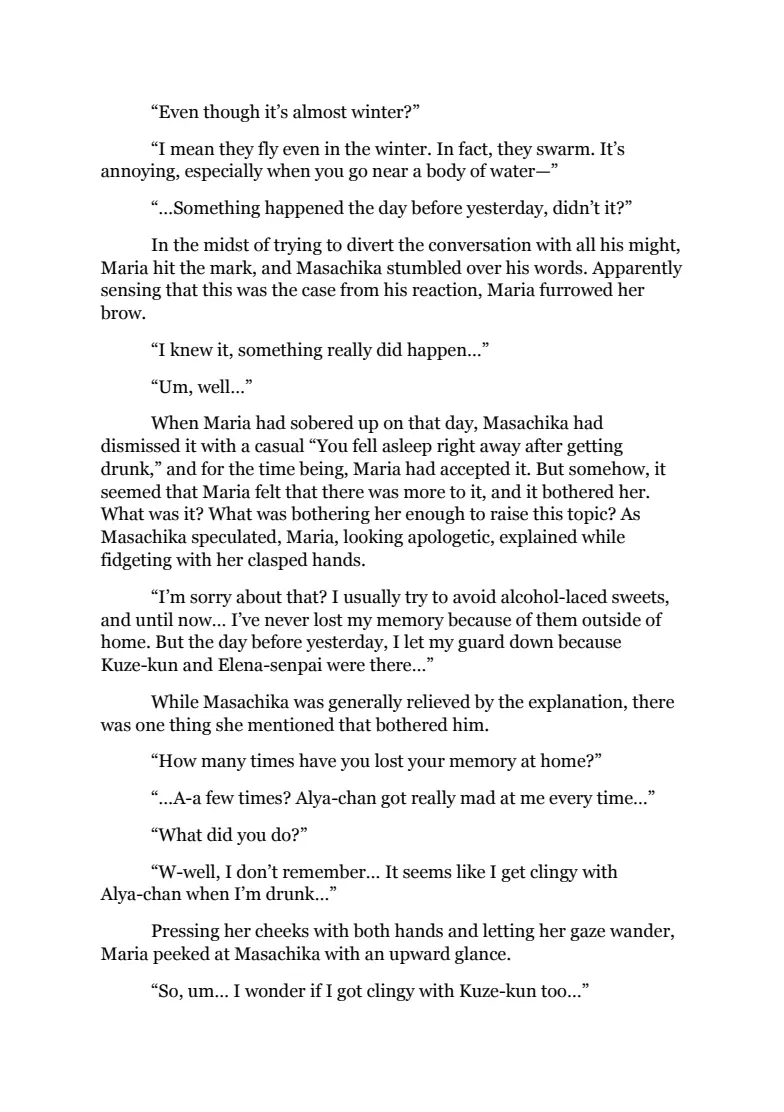 “Even though it’s almost winter?”
“I mean they fly even in the winter. In fact, they swarm. It’s
annoying, especially when you go near a body of water—”
“…Something happened the day before yesterday, didn’t it?”
In the midst of trying to divert the conversation with all his might,
Maria hit the mark, and Masachika stumbled over his words. Apparently
sensing that this was the case from his reaction, Maria furrowed her
brow.
“I knew it, something really did happen…”
“Um, well…”
When Maria had sobered up on that day, Masachika had
dismissed it with a casual “You fell asleep right away after getting
drunk,” and for the time being, Maria had accepted it. But somehow, it
seemed that Maria felt that there was more to it, and it bothered her.
What was it? What was bothering her enough to raise this topic? As
Masachika speculated, Maria, looking apologetic, explained while
fidgeting with her clasped hands.
“I’m sorry about that? I usually try to avoid alcohol-laced sweets,
and until now… I’ve never lost my memory because of them outside of
home. But the day before yesterday, I let my guard down because
Kuze-kun and Elena-senpai were there…”
While Masachika was generally relieved by the explanation, there
was one thing she mentioned that bothered him.
“How many times have you lost your memory at home?”
“…A-a few times? Alya-chan got really mad at me every time…”
“What did you do?”
“W-well, I don’t remember… It seems like I get clingy with
Alya-chan when I’m drunk…”
Pressing her cheeks with both hands and letting her gaze wander,
Maria peeked at Masachika with an upward glance.
“So, um… I wonder if I got clingy with Kuze-kun too…”